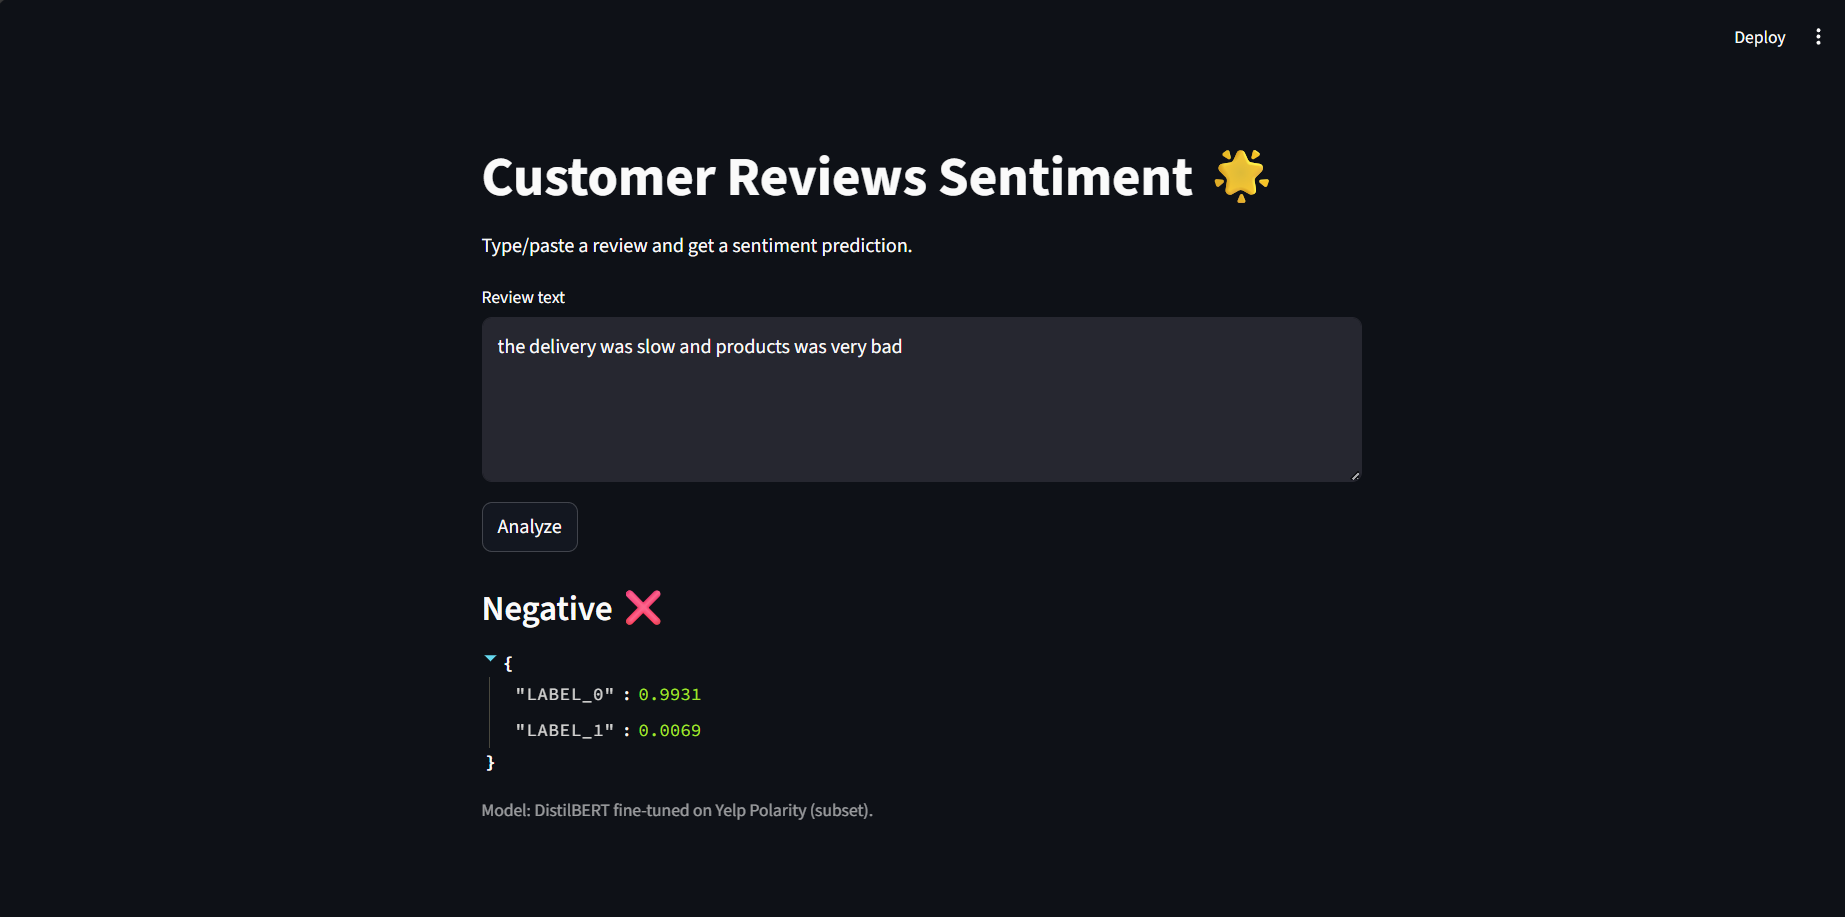 Deploy
Customer Reviews Sentiment 🌟
Type/paste a review and get a sentiment prediction.
Review text
the delivery was slow and products was very bad
Analyze
Negative ❌
{
"LABEL_0" : 0.9931
"LABEL_1" : 0.0069
}
Model: DistilBERT fine-tuned on Yelp Polarity (subset).